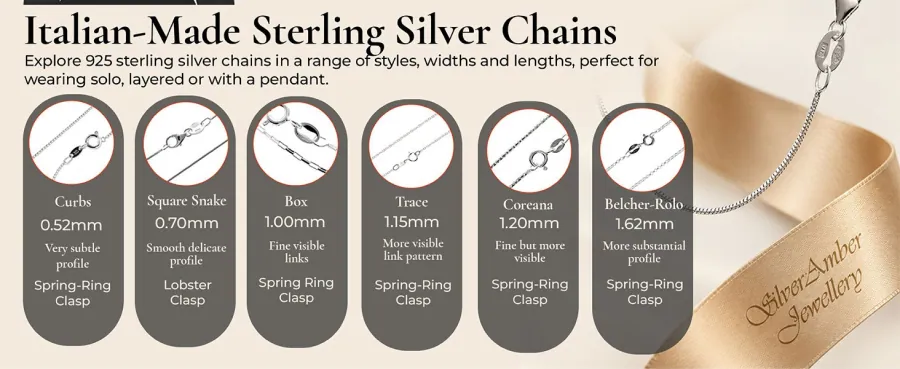 Italian-Made Sterling Silver Chains
Explore 925 sterling silver chains in a range of styles, widths and lengths, perfect for
wearing solo, layered or with a pendant.
Curbs
0.52mm
Very subtle
profile
Spring-Ring
Clasp
Square Snake
0.70mm
Smooth delicate
profile
Lobster
Clasp
Box
1.00mm
Fine visible
links
Spring Ring
Clasp
Trace
1.15mm
More visible
link pattern
Spring-Ring
Clasp
Coreana
1.20mm
Fine but more
visible
Spring-Ring
Clasp
Belcher-Rolo
1.62mm
More substantial
profile
Spring-Ring
Clasp
SilverAmber
Jewellery